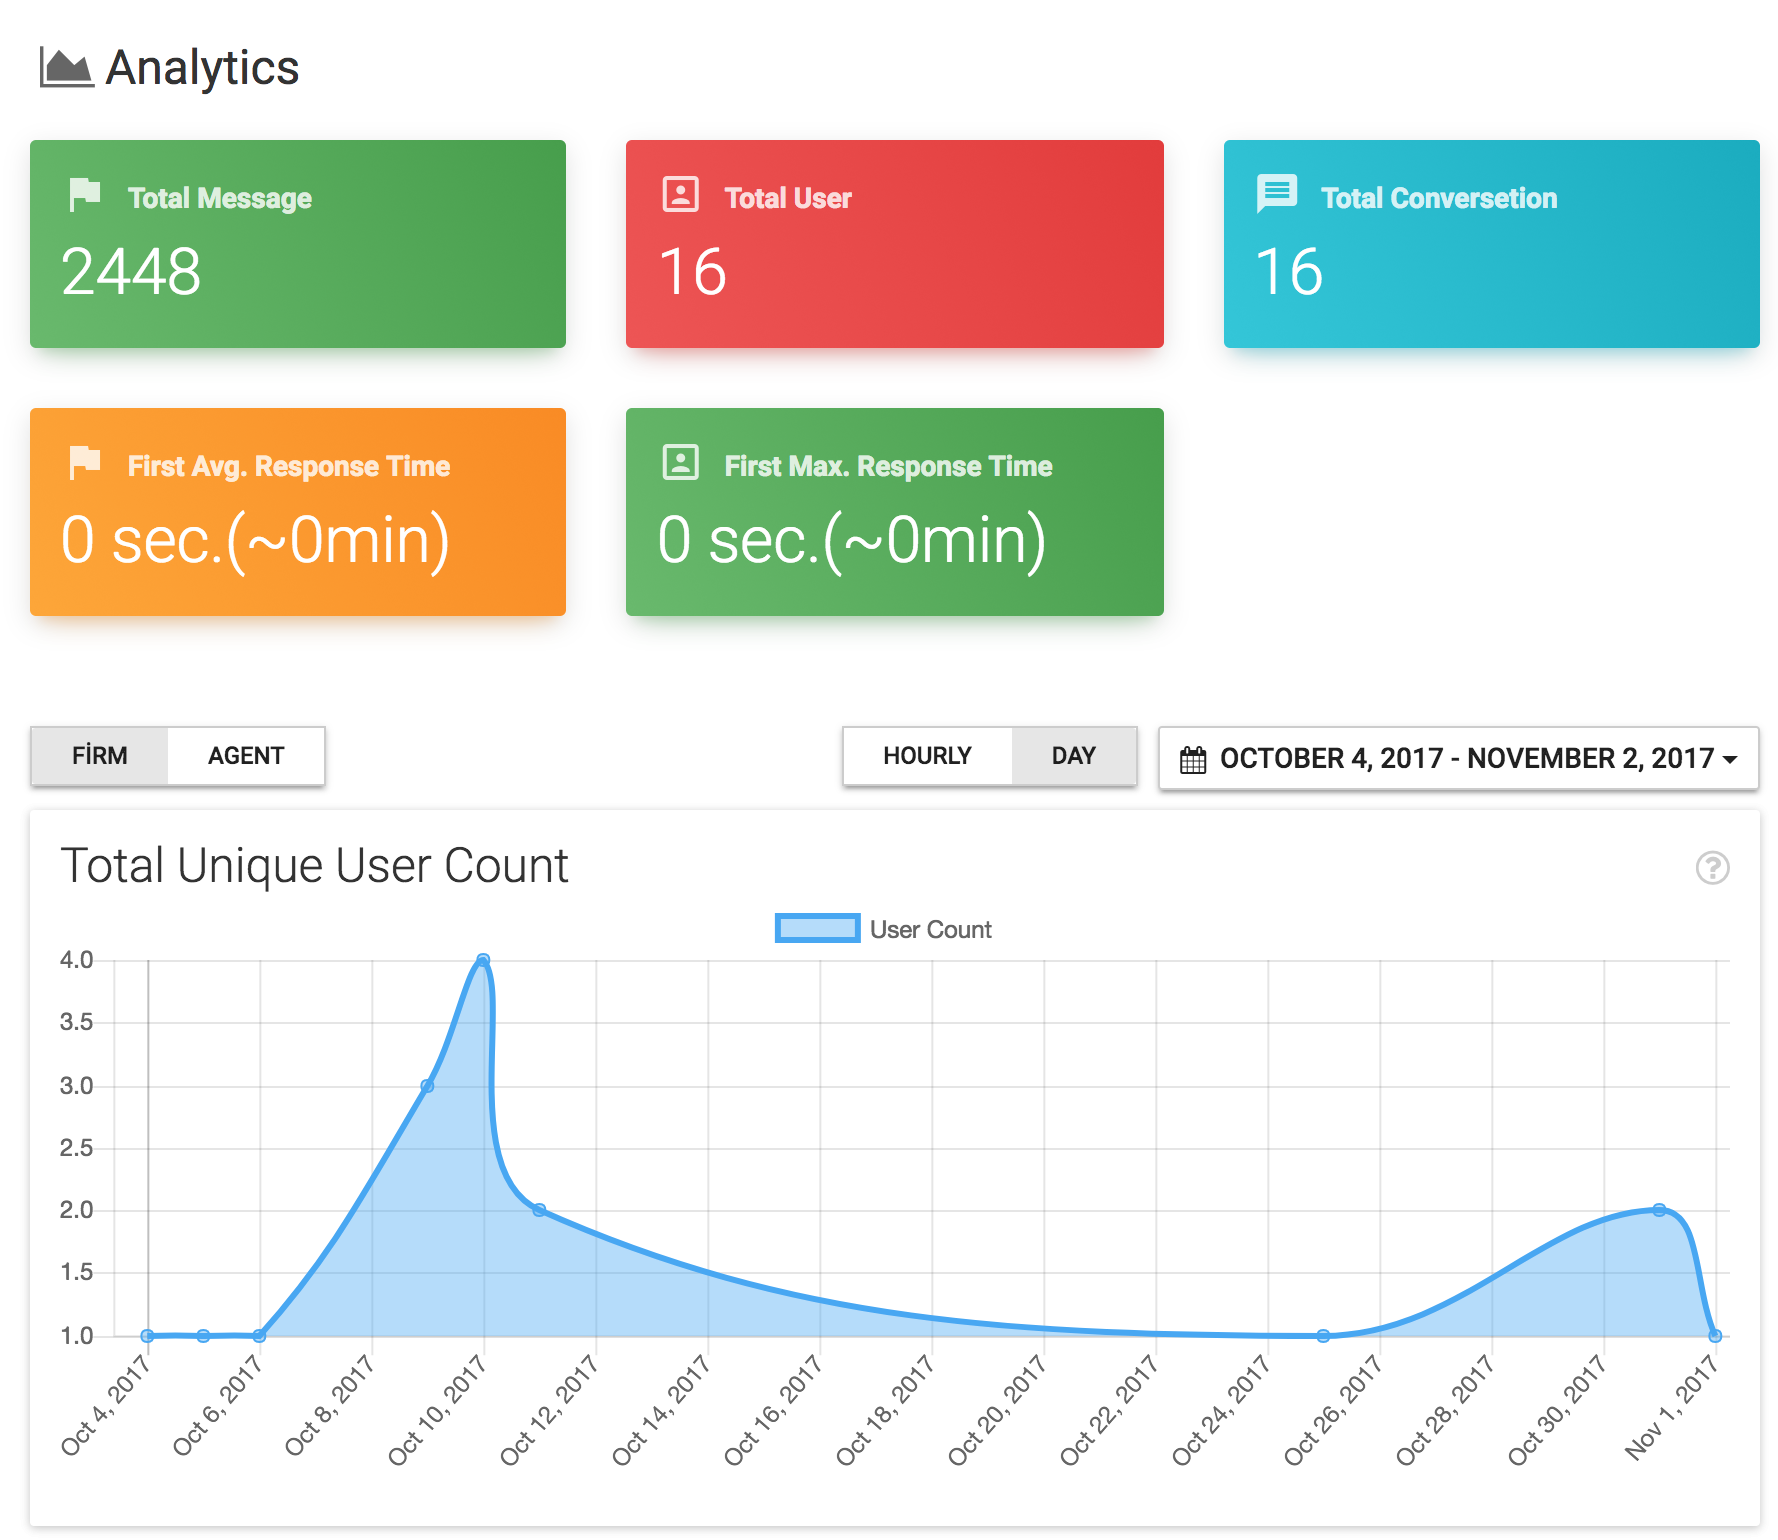 Analytics
Total Message
2448
Total User
16
Total Conversetion
16
First Avg. Response Time
0 sec.(~0min)
First Max. Response Time
0 sec.(~0min)
FİRM
AGENT
HOURLY
DAY
OCTOBER 4, 2017 - NOVEMBER 2, 2017
Total Unique User Count
?
User Count
4.0
3.5
3.0
2.5
2.0
1.5
1.0
Oct 4, 2017
Oct 6, 2017
Oct 8, 2017
Oct 10, 2017
Oct 12, 2017
Oct 14, 2017
Oct 16, 2017
Oct 18, 2017
Oct 20, 2017
Oct 22, 2017
Oct 24, 2017
Oct 26, 2017
Oct 28, 2017
Oct 30, 2017
Nov 1, 2017